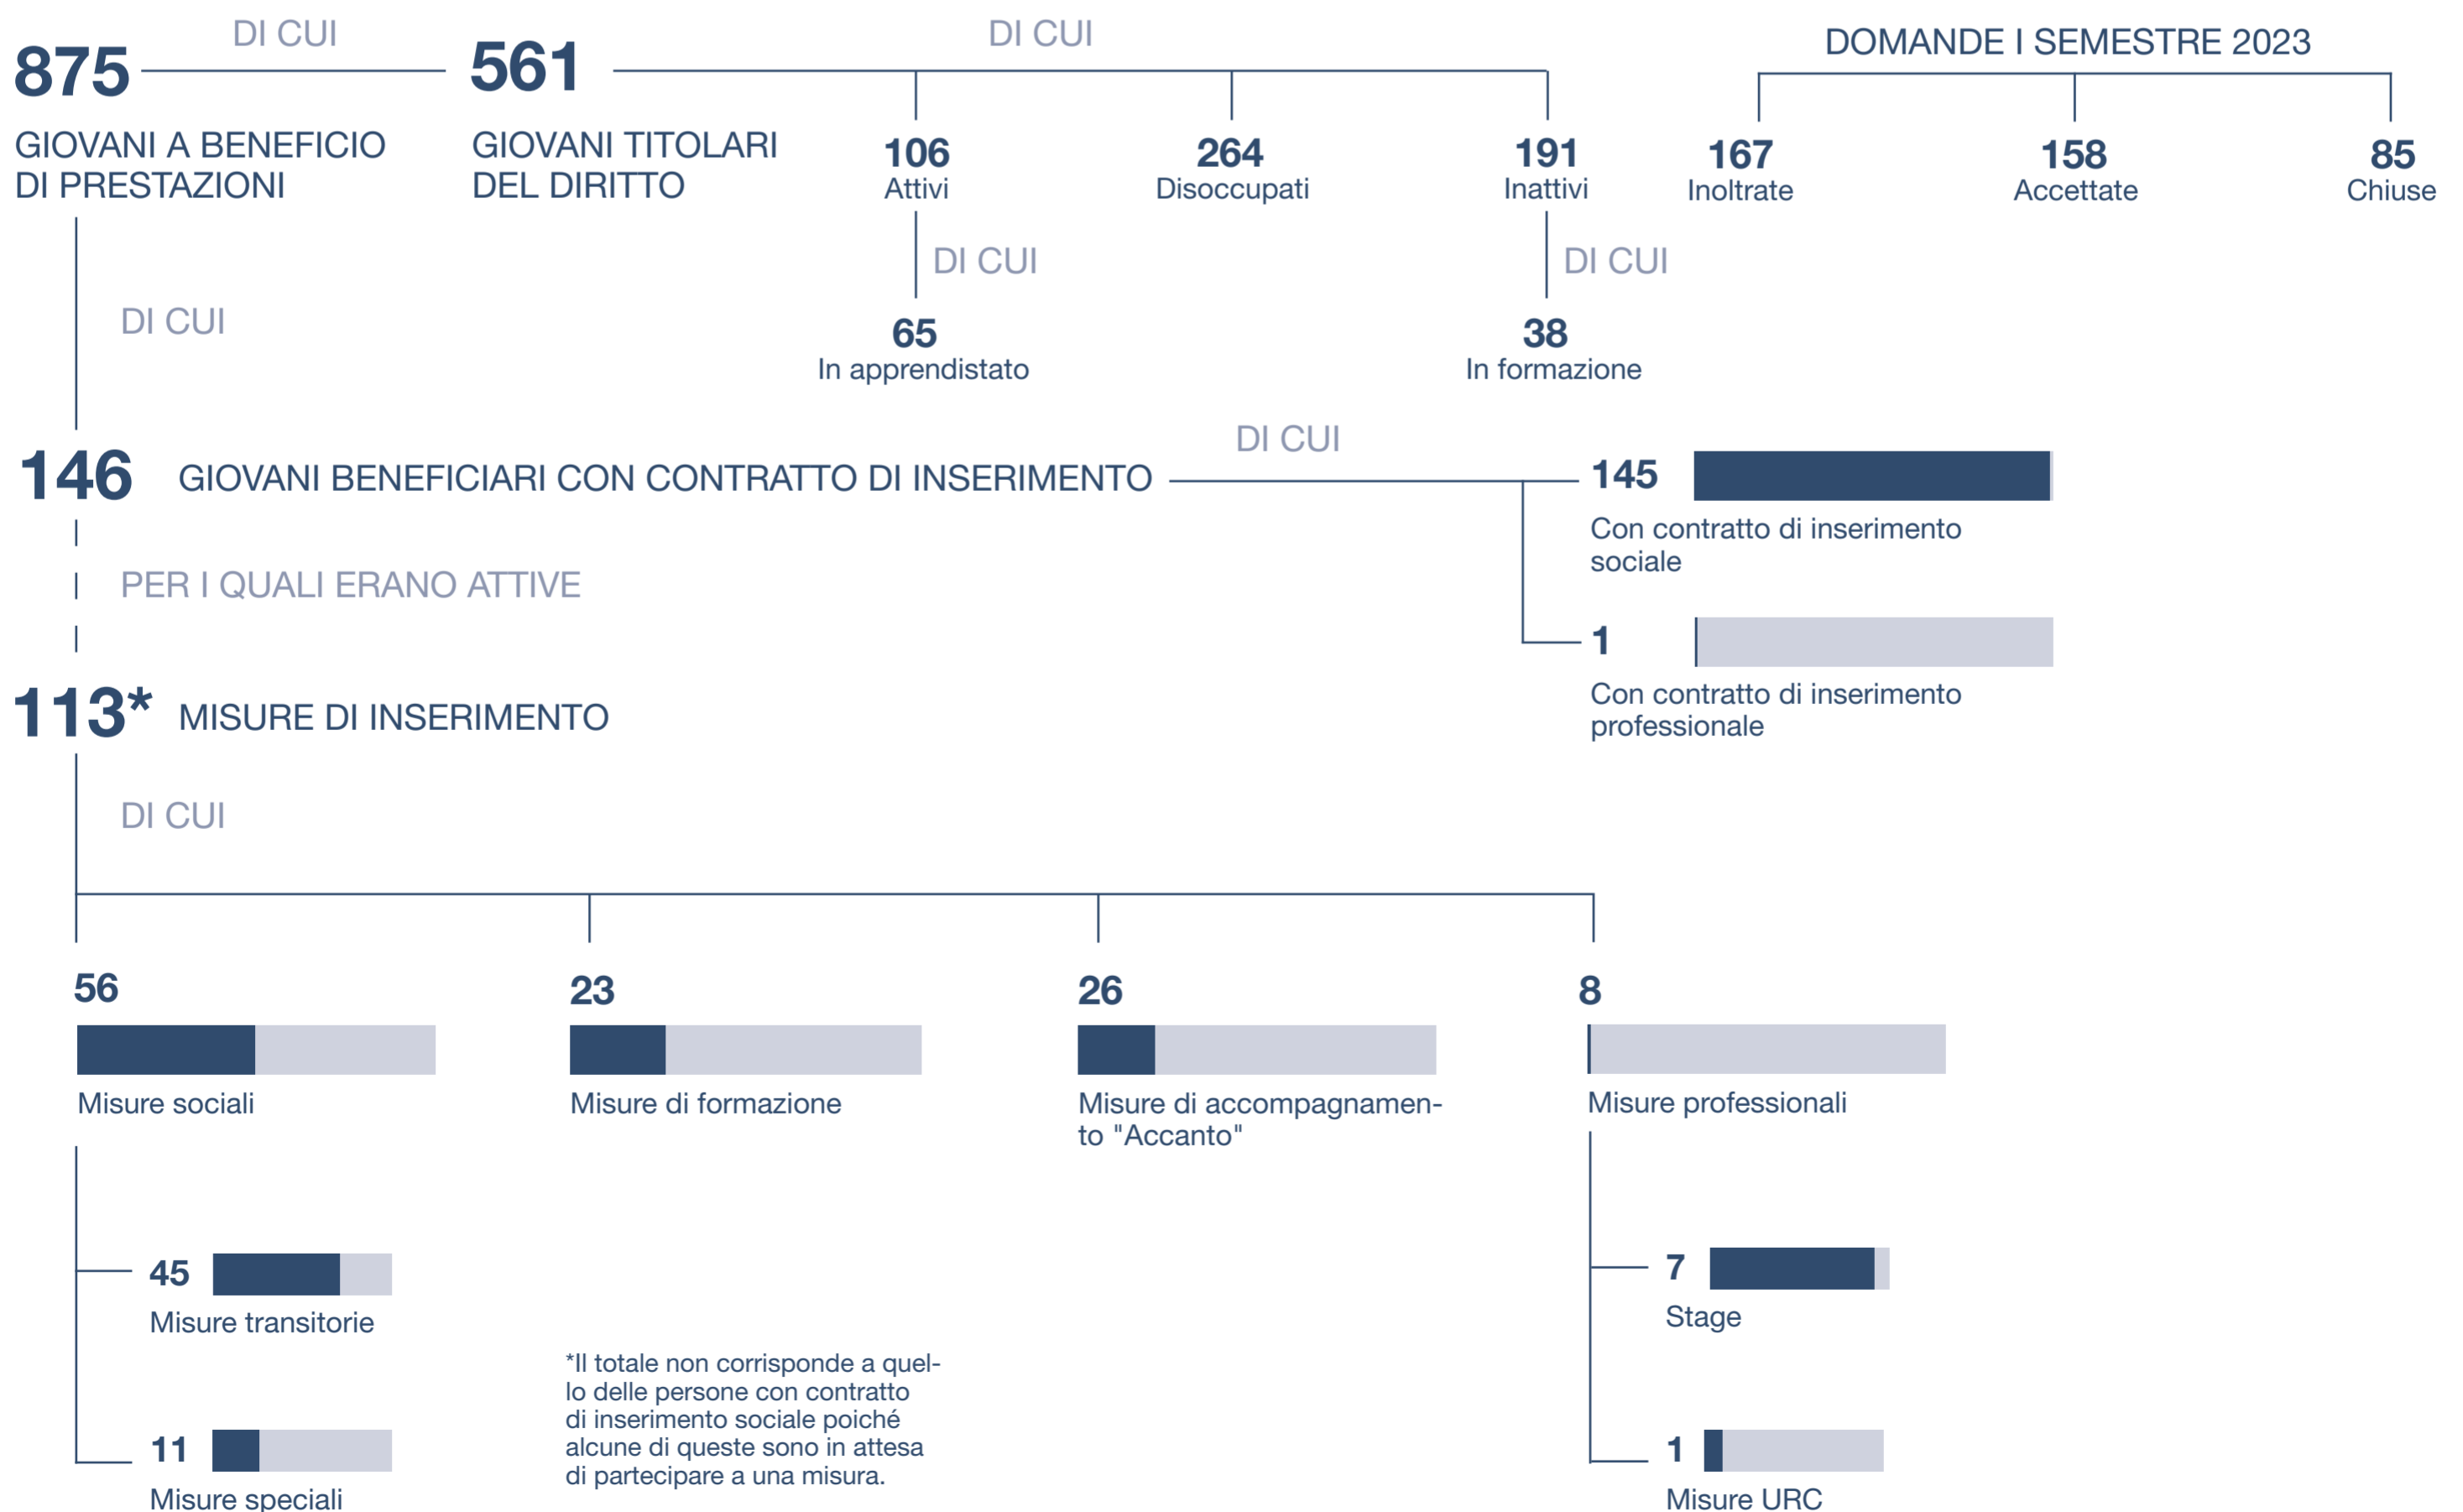 DI CUI
DI CUI
DOMANDE I SEMESTRE 2023
875
561
GIOVANI A BENEFICIO
DI PRESTAZIONI
GIOVANI TITOLARI
DEL DIRITTO
106
Attivi
264
Disoccupati
191
Inattivi
167
Inoltrate
158
Accettate
85
Chiuse
DI CUI
DI CUI
DI CUI
65
In apprendistato
38
In formazione
146
GIOVANI BENEFICIARI CON CONTRATTO DI INSERIMENTO
DI CUI
145
Con contratto di inserimento
sociale
1
Con contratto di inserimento
professionale
PER I QUALI ERANO ATTIVE
113*
MISURE DI INSERIMENTO
DI CUI
56
Misure sociali
23
Misure di formazione
26
Misure di accompagnamen-
to "Accanto"
8
Misure professionali
45
Misure transitorie
11
Misure speciali
*Il totale non corrisponde a quel-
lo delle persone con contratto
di inserimento sociale poiché
alcune di queste sono in attesa
di partecipare a una misura.
7
Stage
1
Misure URC